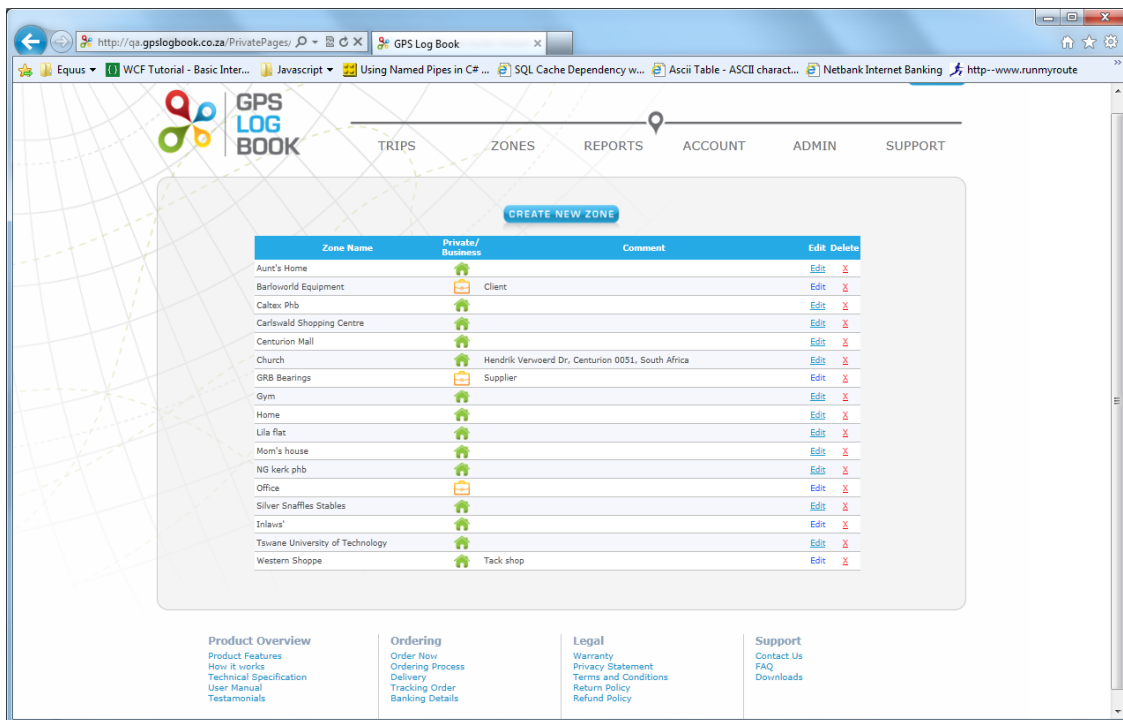 http://qa.gpslogbook.co.za/PrivatePages/
GPS Log Book
Equus
WCF Tutorial - Basic Inter...
Javascript
Using Named Pipes in C# ...
SQL Cache Dependency w...
Ascii Table - ASCII charact...
Netbank Internet Banking
http--www.runmyroute
GPS
LOG
BOOK
TRIPS ZONES REPORTS ACCOUNT ADMIN SUPPORT
CREATE NEW ZONE
Zone Name Private/ Business Comment Edit Delete
Aunt's Home Edit X
Barloworld Equipment Client Edit X
Caltex Phb Edit X
Carlswald Shopping Centre Edit X
Centurion Mall Edit X
Church Hendrik Verwoerd Dr, Centurion 0051, South Africa Edit X
GRB Bearings Supplier Edit X
Gym Edit X
Home Edit X
Lila flat Edit X
Mom's house Edit X
NG kerk phb Edit X
Office Edit X
Silver Snaffles Stables Edit X
Inlaws' Edit X
Tswane University of Technology Edit X
Western Shoppe Tack shop Edit X
Product Overview
Product Features
How it works
Technical Specification
User Manual
Testamonials
Ordering
Order Now
Ordering Process
Delivery
Tracking Order
Banking Details
Legal
Warranty
Privacy Statement
Terms and Conditions
Return Policy
Refund Policy
Support
Contact Us
FAQ
Downloads